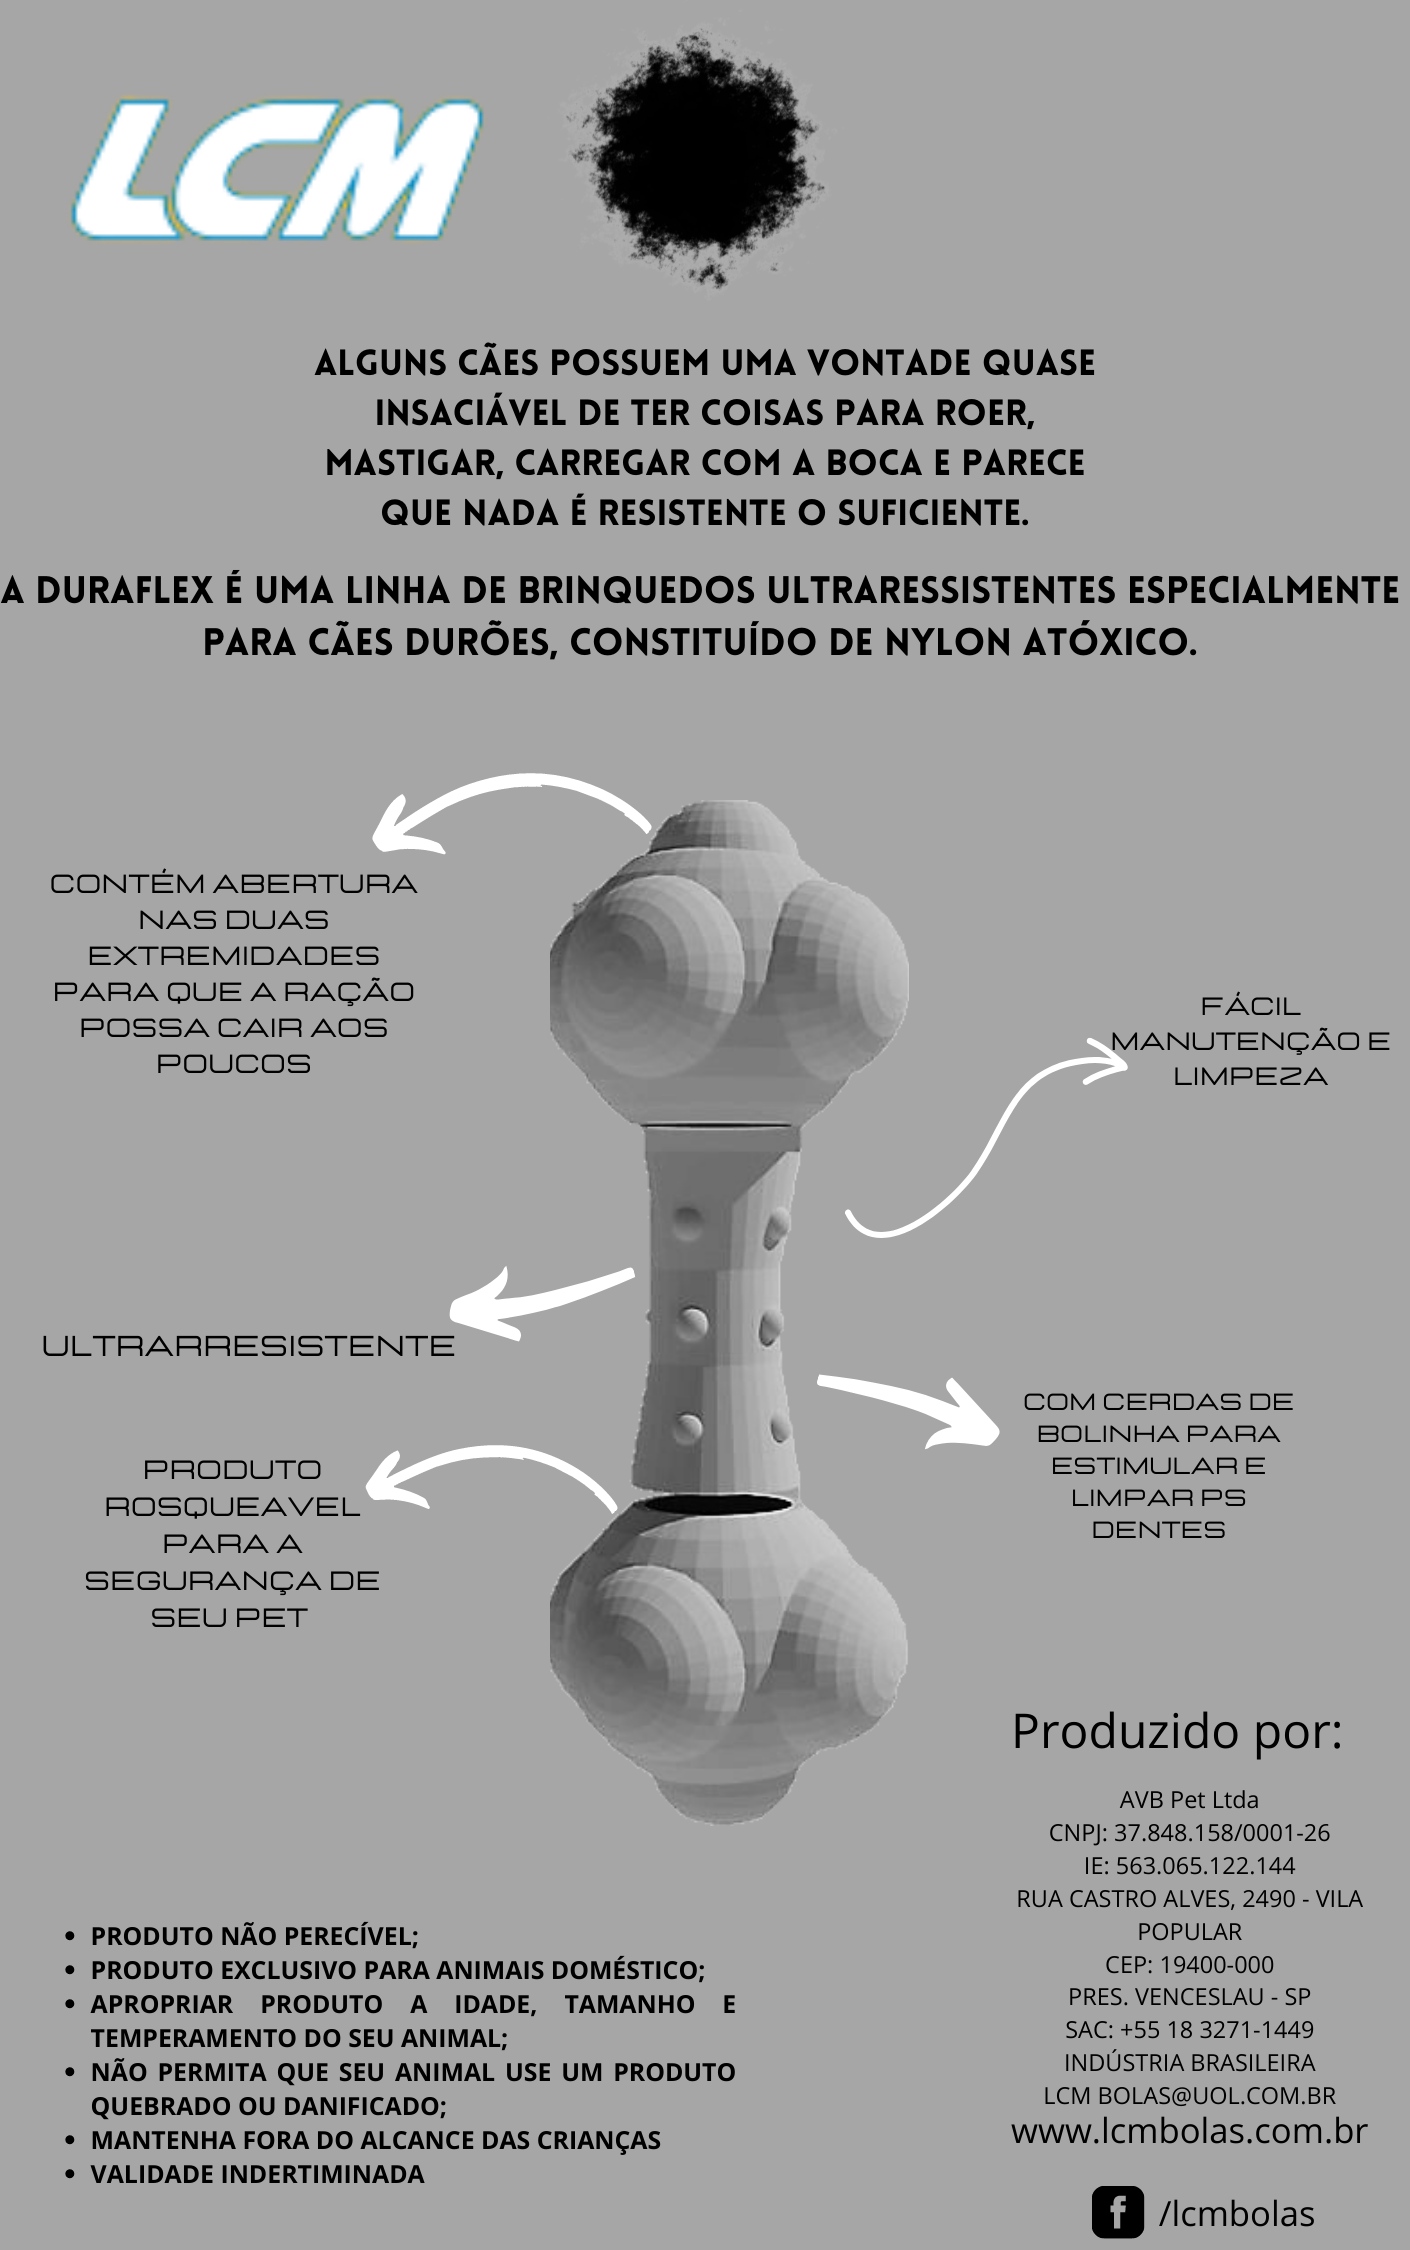 LCM
ALGUNS CÃES POSSUEM UMA VONTADE QUASE
INSACIÁVEL DE TER COISAS PARA ROER,
MASTIGAR, CARREGAR COM A BOCA E PARECE
QUE NADA É RESISTENTE O SUFICIENTE.
A DURAFLEX É UMA LINHA DE BRINQUEDOS ULTRARESSISTENTES ESPECIALMENTE
PARA CÃES DURÕES, CONSTITUÍDO DE NYLON ATÓXICO.
CONTÉM ABERTURA
NAS DUAS
EXTREMIDADES
PARA QUE A RAÇÃO
POSSA CAIR AOS
POUCOS
FÁCIL
MANUTENÇÃO E
LIMPEZA
ULTRARRESISTENTE
COM CERDAS DE
BOLINHA PARA
ESTIMULAR E
LIMPAR PS
DENTES
PRODUTO
ROSQUEAVEL
PARA A
SEGURANÇA DE
SEU PET
Produzido por:
AVB Pet Ltda
CNPJ: 37.848.158/0001-26
IE: 563.065.122.144
RUA CASTRO ALVES, 2490 - VILA
POPULAR
CEP: 19400-000
PRES. VENCESLAU - SP
SAC: +55 18 3271-1449
INDÚSTRIA BRASILEIRA
LCM BOLAS@UOL.COM.BR
www.lcmbolas.com.br
/lcmbolas
• PRODUTO NÃO PERECÍVEL;
• PRODUTO EXCLUSIVO PARA ANIMAIS DOMÉSTICO;
• APROPRIAR PRODUTO A IDADE, TAMANHO E
TEMPERAMENTO DO SEU ANIMAL;
• NÃO PERMITA QUE SEU ANIMAL USE UM PRODUTO
QUEBRADO OU DANIFICADO;
• MANTENHA FORA DO ALCANCE DAS CRIANÇAS
• VALIDADE INDERTIMINADA